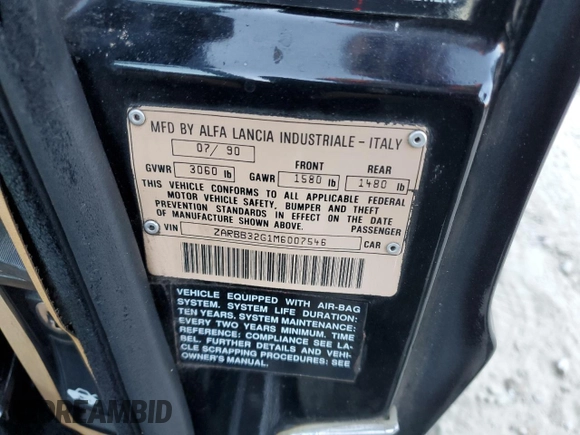 MFD BY ALFA LANCIA INDUSTRIALE - ITALY
07/ 90
FRONT REAR
GVWR 3060 lb GAWR 1580 lb 1480 lb
THIS VEHICLE CONFORMS TO ALL APPLICABLE FEDERAL
MOTOR VEHICLE SAFETY, BUMPER AND THEFT
PREVENTION STANDARDS IN EFFECT ON THE DATE
OF MANUFACTURE SHOWN ABOVE. PASSENGER
VIN ZARBB32G1M6007546 CAR
VEHICLE EQUIPPED WITH AIR-BAG
SYSTEM. SYSTEM LIFE DURATION:
TEN YEARS. SYSTEM MAINTENANCE:
EVERY TWO YEARS MINIMUM. TIME
REFERENCE: COMPLIANCE SEE LA-
BEL. FURTHER DETAILS AND VEHI-
CLE SCRAPPING PROCEDURES: SEE
OWNER'S MANUAL.
IDREAMBID